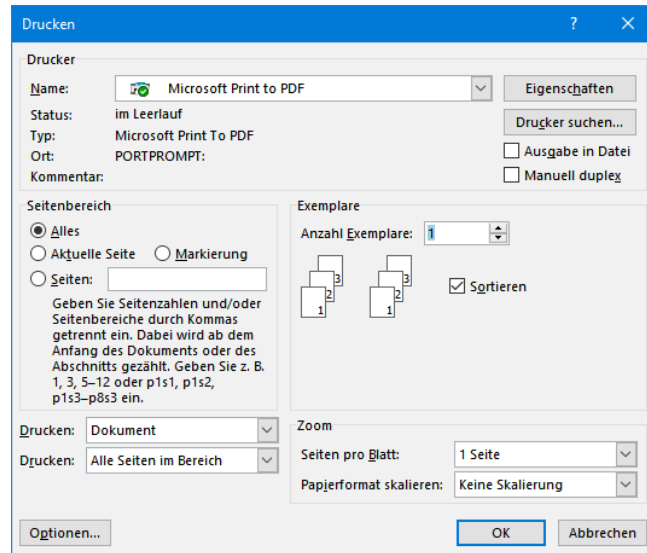 Drucken ? ×
Drucker
Name: Microsoft Print to PDF
Eigenschaften
Status: im Leerlauf
Drucker suchen...
Typ: Microsoft Print To PDF
Ort: PORTPROMPT:
Ausgabe in Datei
Kommentar:
Manuell duplex
Seitenbereich
Alles
Aktuelle Seite Markierung
Seiten:
Geben Sie Seitenzahlen und/oder
Seitenbereiche durch Kommas
getrennt ein. Dabei wird ab dem
Anfang des Dokuments oder des
Abschnitts gezählt. Geben Sie z. B.
1, 3, 5–12 oder p1s1, p1s2,
p1s3–p8s3 ein.
Exemplare
Anzahl Exemplare: 1
3 3
2 2
1 1
Sortieren
Drucken: Dokument
Drucken: Alle Seiten im Bereich
Zoom
Seiten pro Blatt: 1 Seite
Papierformat skalieren: Keine Skalierung
Optionen...
OK
Abbrechen